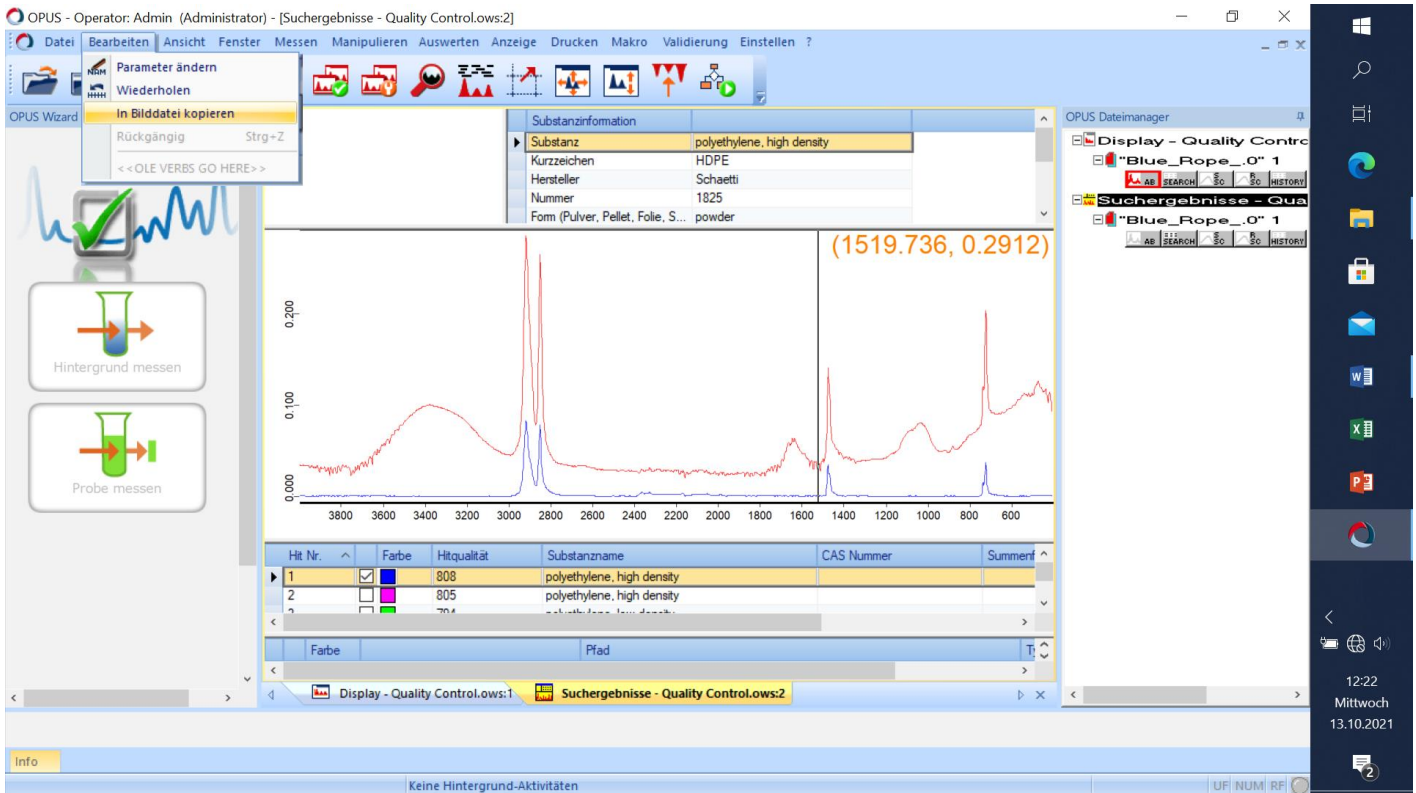 OPUS - Operator: Admin (Administrator) - [Suchergebnisse - Quality Control.ows:2]
Datei Bearbeiten Ansicht Fenster Messen Manipulieren Auswerten Anzeige Drucken Makro Validierung Einstellen ?
Parameter ändern
Wiederholen
In Bilddatei kopieren
Rückgängig Strg+Z
<<OLE VERBS GO HERE>>
OPUS Wizard
Hintergrund messen
Probe messen
Substanzinformation
Substanz polyethylene, high density
Kurzzeichen HDPE
Hersteller Schaetti
Nummer 1825
Form (Pulver, Pellet, Folie, S... powder
(1519.736, 0.2912)
0.200
0.100
0.000
3800 3600 3400 3200 3000 2800 2600 2400 2200 2000 1800 1600 1400 1200 1000 800 600
Hit Nr. Farbe Hitqualität Substanzname CAS Nummer Summenf
1 808 polyethylene, high density
2 805 polyethylene, high density
Farbe Pfad
Display - Quality Control.ows:1 Suchergebnisse - Quality Control.ows:2
OPUS Dateimanager
Display - Quality Contro
"Blue_Rope_.0" 1
AB SEARCH S SC R SC HISTORY
Suchergebnisse - Qua
"Blue_Rope_.0" 1
AB SEARCH S SC R SC HISTORY
Info
Keine Hintergrund-Aktivitäten
UF NUM RF
12:22
Mittwoch
13.10.2021
2